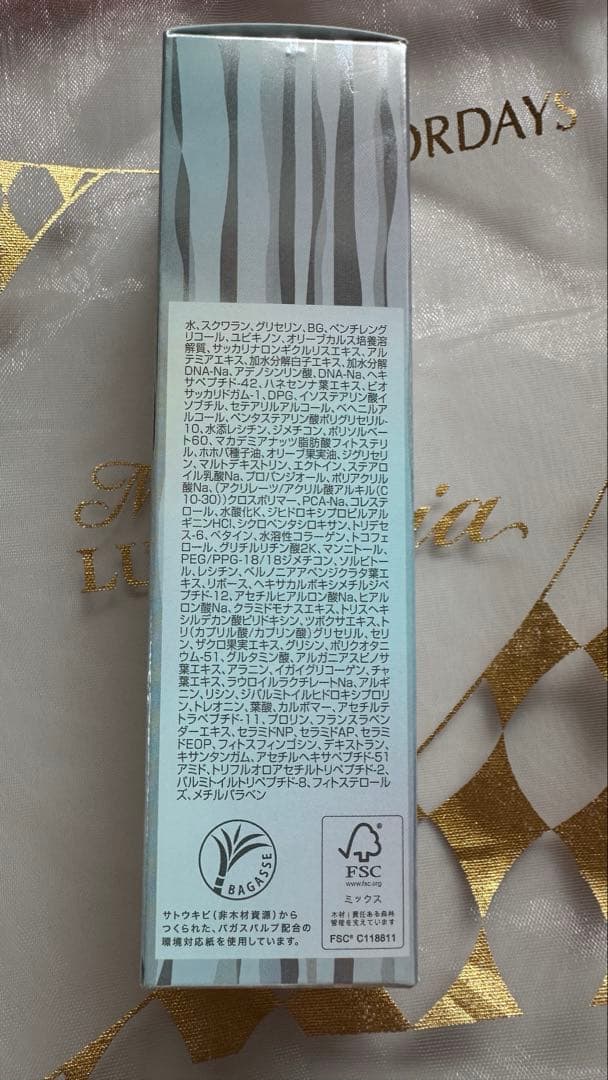 ORDAYS
水、スクワラン、グリセリン、BG、ペンチレング
リコール、ユビキノン、オリーブカルス培養溶
解質、サッカリナロンギクルリスエキス、アル
テミアエキス、加水分解白子エキス、加水分解
DNA-Na、アデノシンリン酸、DNA-Na、ヘキ
サペプチド-42、ハネセンナ葉エキス、ビオ
サッカリドガム-1、DPG、イソステアリン酸イ
ソプチル、セテアリルアルコール、ベヘニルア
ルコール、ペンタステアリン酸ポリグリセリル-
10、水添レシチン、ジメチコン、ポリソルベ
ート60、マカデミアナッツ脂肪酸フィトステリ
ル、ホホバ種子油、オリーブ果実油、ジグリセリ
ン、マルトデキストリン、エクトイン、ステアロ
イル乳酸Na、プロパンジオール、ポリアクリル
酸Na、(アクリレーツ/アクリル酸アルキル(C
10-30))クロスポリマー、PCA-Na、コレステ
ロール、水酸化K、ジヒドロキシプロピルアル
ギニンHCl、シクロペンタシロキサン、トリデセ
ス-6、ベタイン、水溶性コラーゲン、トコフェ
ロール、グリチルリチン酸2K、マンニトール、
PEG/PPG-18/18ジメチコン、ソルビトー
ル、レシチン、ベルノニアアペンジクラタ葉エ
キス、リボース、ヘキサカルボキシメチルジペ
プチド-12、アセチルヒアルロン酸Na、ヒアル
ロン酸Na、クラミドモナスエキス、トリスヘキ
シルデカン酸ピリドキシン、ツボクサエキス、ト
リ(カプリル酸/カプリン酸)グリセリル、セリ
ン、ザクロ果実エキス、グリシン、ポリクオタニ
ウム-51、グルタミン酸、アルガニアスピノサ
葉エキス、アラニン、イガイグリコーゲン、チャ
葉エキス、ラウロイルラクチレートNa、アルギ
ニン、リシン、ジパルミトイルヒドロキシプロリ
ン、トレオニン、葉酸、カルボマー、アセチルテ
トラペプチド-11、プロリン、フランスラベン
ダーエキス、セラミドNP、セラミドAP、セラミ
ドEOP、フィトスフィンゴシン、デキストラン、
キサンタンガム、アセチルヘキサペプチド-51
アミド、トリフルオロアセチルトリペプチド-2、
パルミトイルトリペプチド-8、フィトステロール
ズ、メチルパラベン
M
ia
LU
BAGASSE
サトウキビ(非木材資源)から
つくられた、バガスパルプ配合の
環境対応紙を使用しています。
FSC
www.fsc.org
ミックス
木材｜責任ある森林
管理を支えています
FSC® C118811